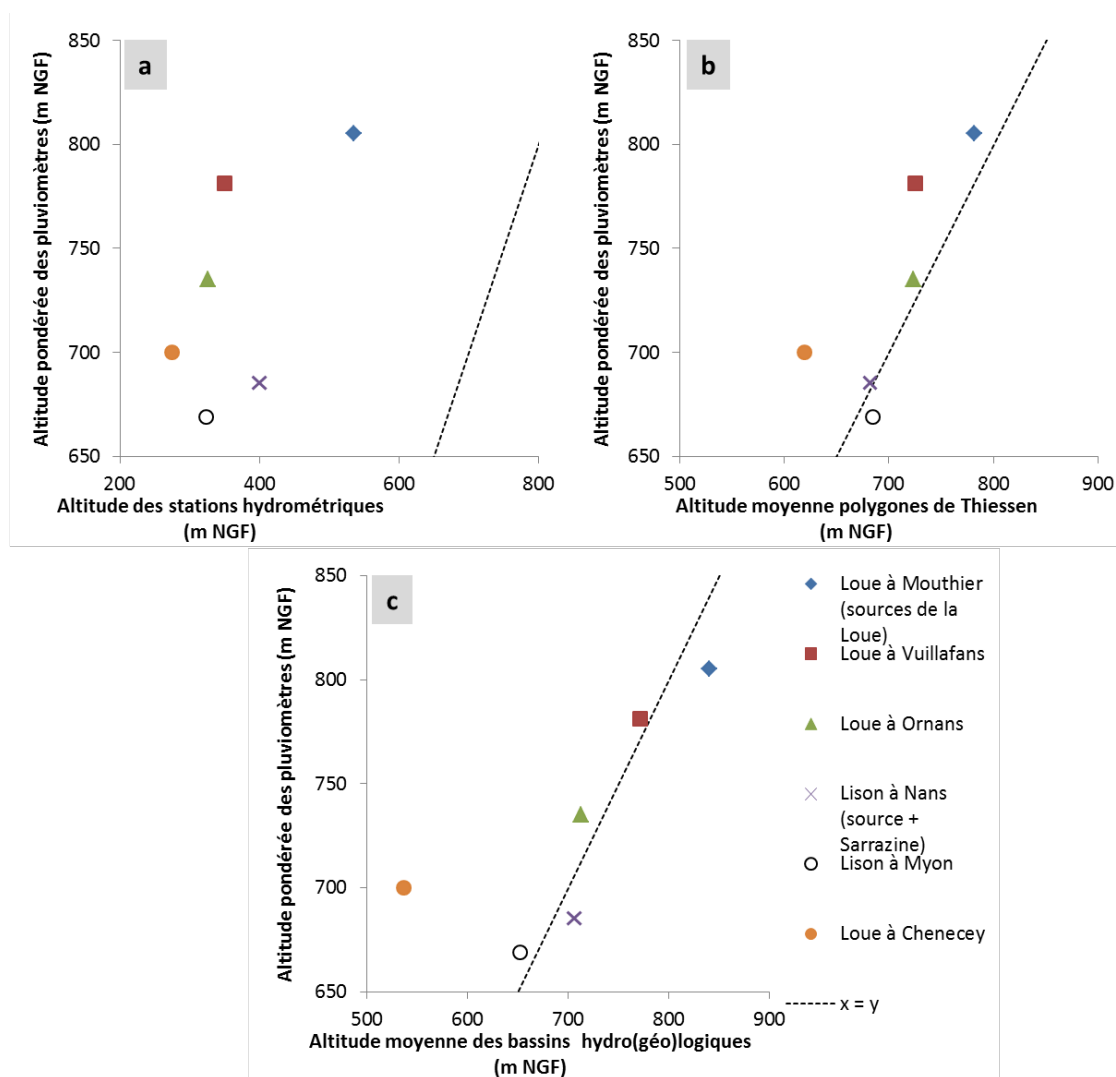 a
850
800
750
700
650
200
400
600
800
Altitude pondérée des pluviomètres (m NGF)
Altitude des stations hydrométriques
(m NGF)
b
850
800
750
700
650
500
600
700
800
900
Altitude pondérée des pluviomètres (m NGF)
Altitude moyenne polygones de Thiessen
(m NGF)
c
850
800
750
700
650
500
600
700
800
900
Altitude pondérée des pluviomètres (m NGF)
Altitude moyenne des bassins hydro(géo)logiques
(m NGF)
Loue à Mouthier
(sources de la
Loue)
Loue à Vuillafans
Loue à Ornans
Lison à Nans
(source +
Sarrazine)
Lison à Myon
Loue à Chenecey
x = y